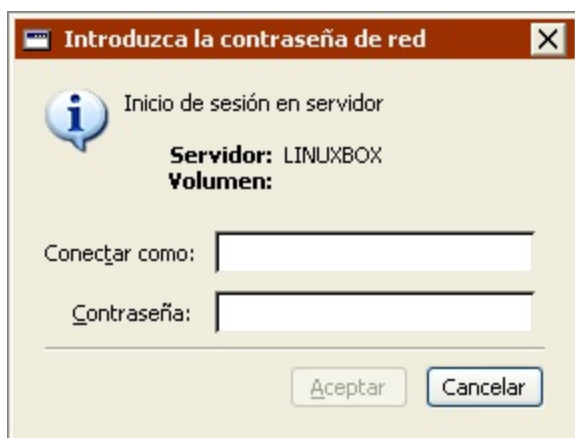 Introduzca la contraseña de red
Inicio de sesión en servidor
Servidor: LINUXBOX
Volumen:
Conectar como:
Contraseña:
Aceptar Cancelar